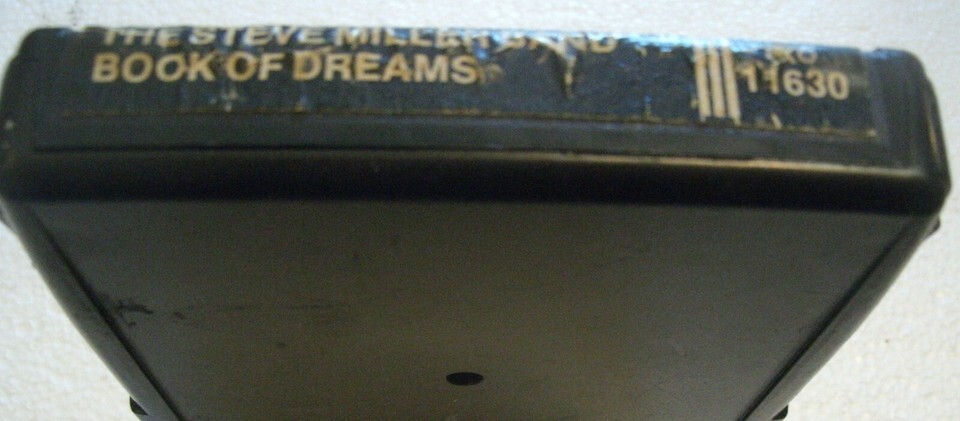 THE STEVE MILLER BAND
BOOK OF DREAMS
11630